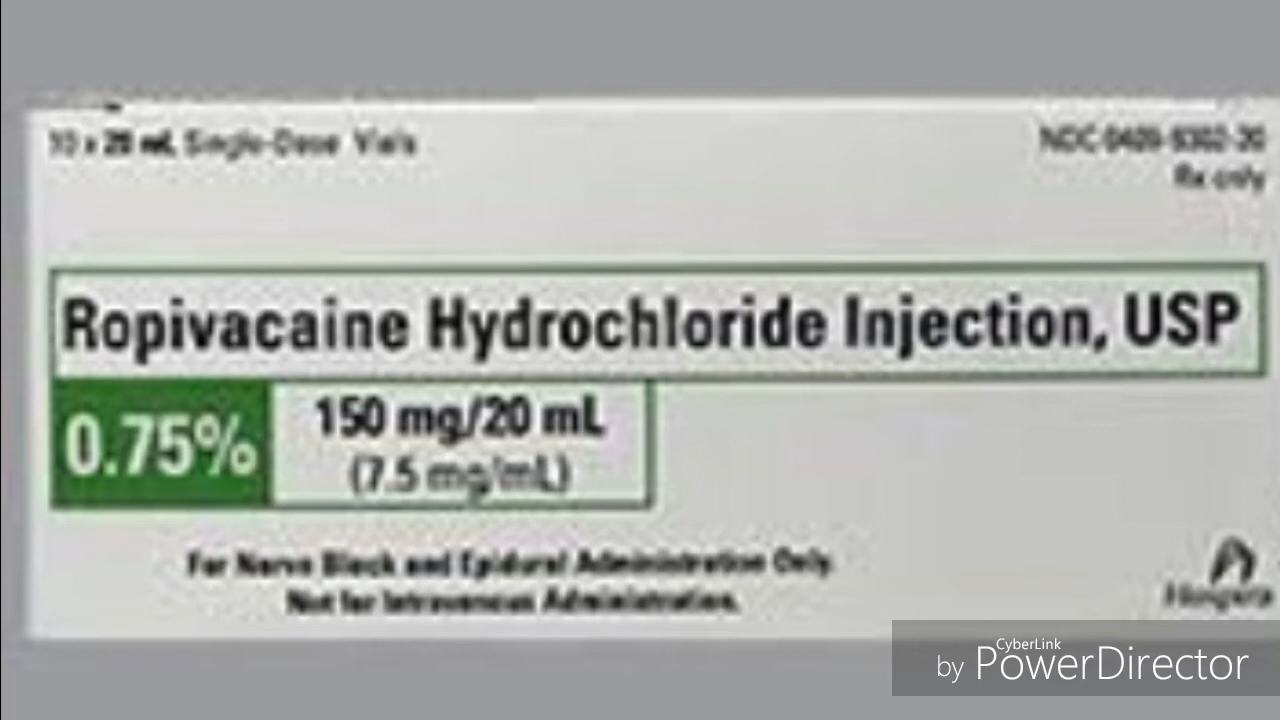 10 x 20 mL Single-Dose Vials
NDC 0409-9302-20
Rx only
Ropivacaine Hydrochloride Injection, USP
0.75%
150 mg/20 mL
(7.5 mg/mL)
For Nerve Block and Epidural Administration Only.
Not for Intravenous Administration.
Hospira
CyberLink
by PowerDirector